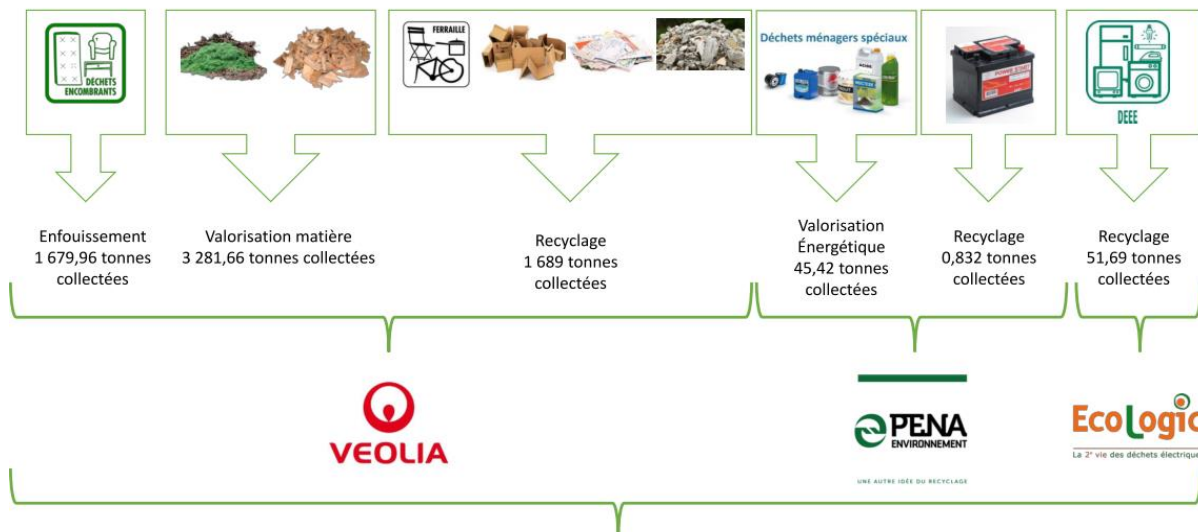 DÉCHETS
ENCOMBRANTS
FERRAILLE
Déchets ménagers spéciaux
DEEE
Enfouissement
1 679,96 tonnes
collectées
Valorisation matière
3 281,66 tonnes collectées
Recyclage
1 689 tonnes
collectées
Valorisation
Énergétique
45,42 tonnes
collectées
Recyclage
0,832 tonnes
collectées
Recyclage
51,69 tonnes
collectées
VEOLIA
PENA
ENVIRONNEMENT
UNE AUTRE IDÉE DU RECYCLAGE
EcoLogic
La 2e vie des déchets électrique